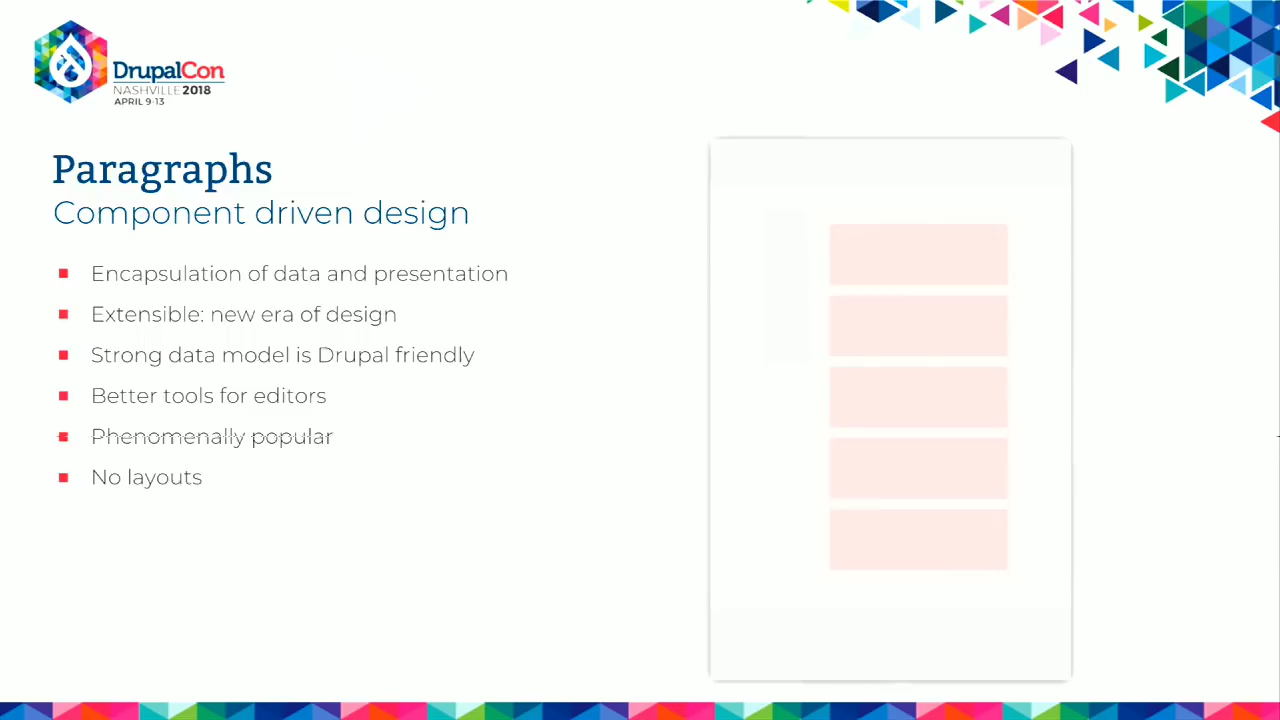 DrupalCon
NASHVILLE 2018
APRIL 9-13
Paragraphs
Component driven design
Encapsulation of data and presentation
Extensible: new era of design
Strong data model is Drupal friendly
Better tools for editors
Phenomenally popular
No layouts